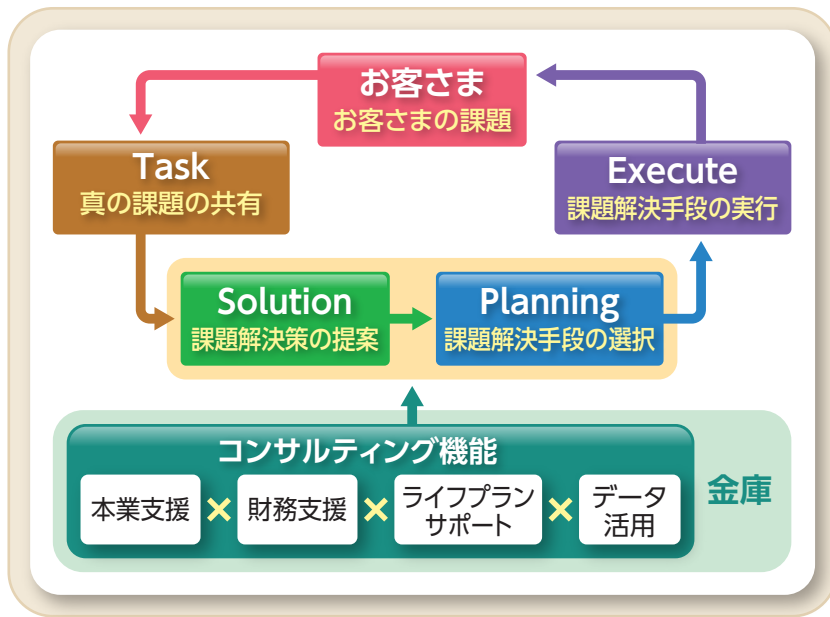 お客さま
お客さまの課題
Task
真の課題の共有
Execute
課題解決手段の実行
Solution
課題解決策の提案
Planning
課題解決手段の選択
コンサルティング機能
本業支援 × 財務支援 × ライフプラン
サポート × データ
活用
金庫